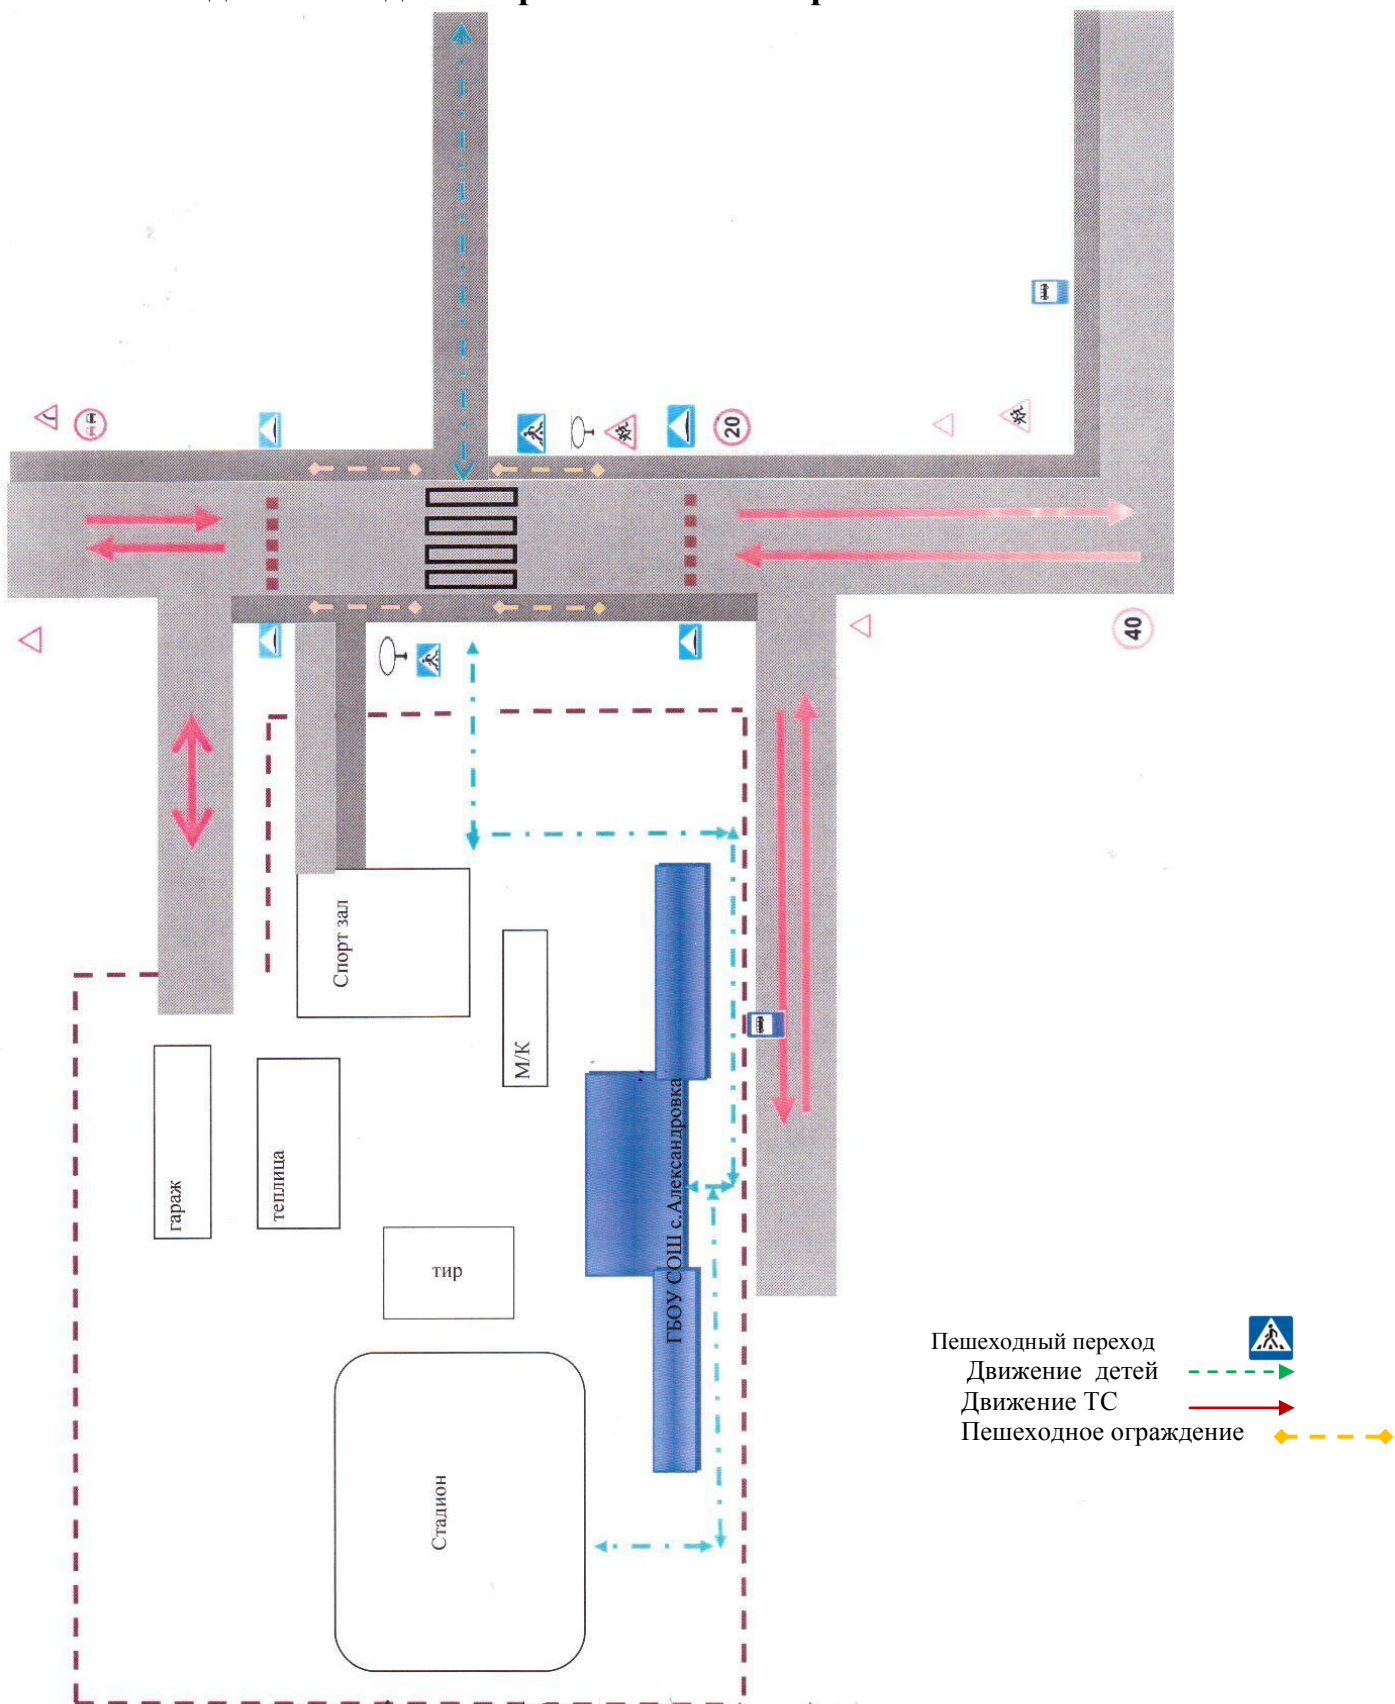 20
40
Спорт зал
М/К
гараж
теплица
тир
ГБОУ СОШ с.Александровка
Стадион
Пешеходный переход
Движение детей
Движение ТС
Пешеходное ограждение